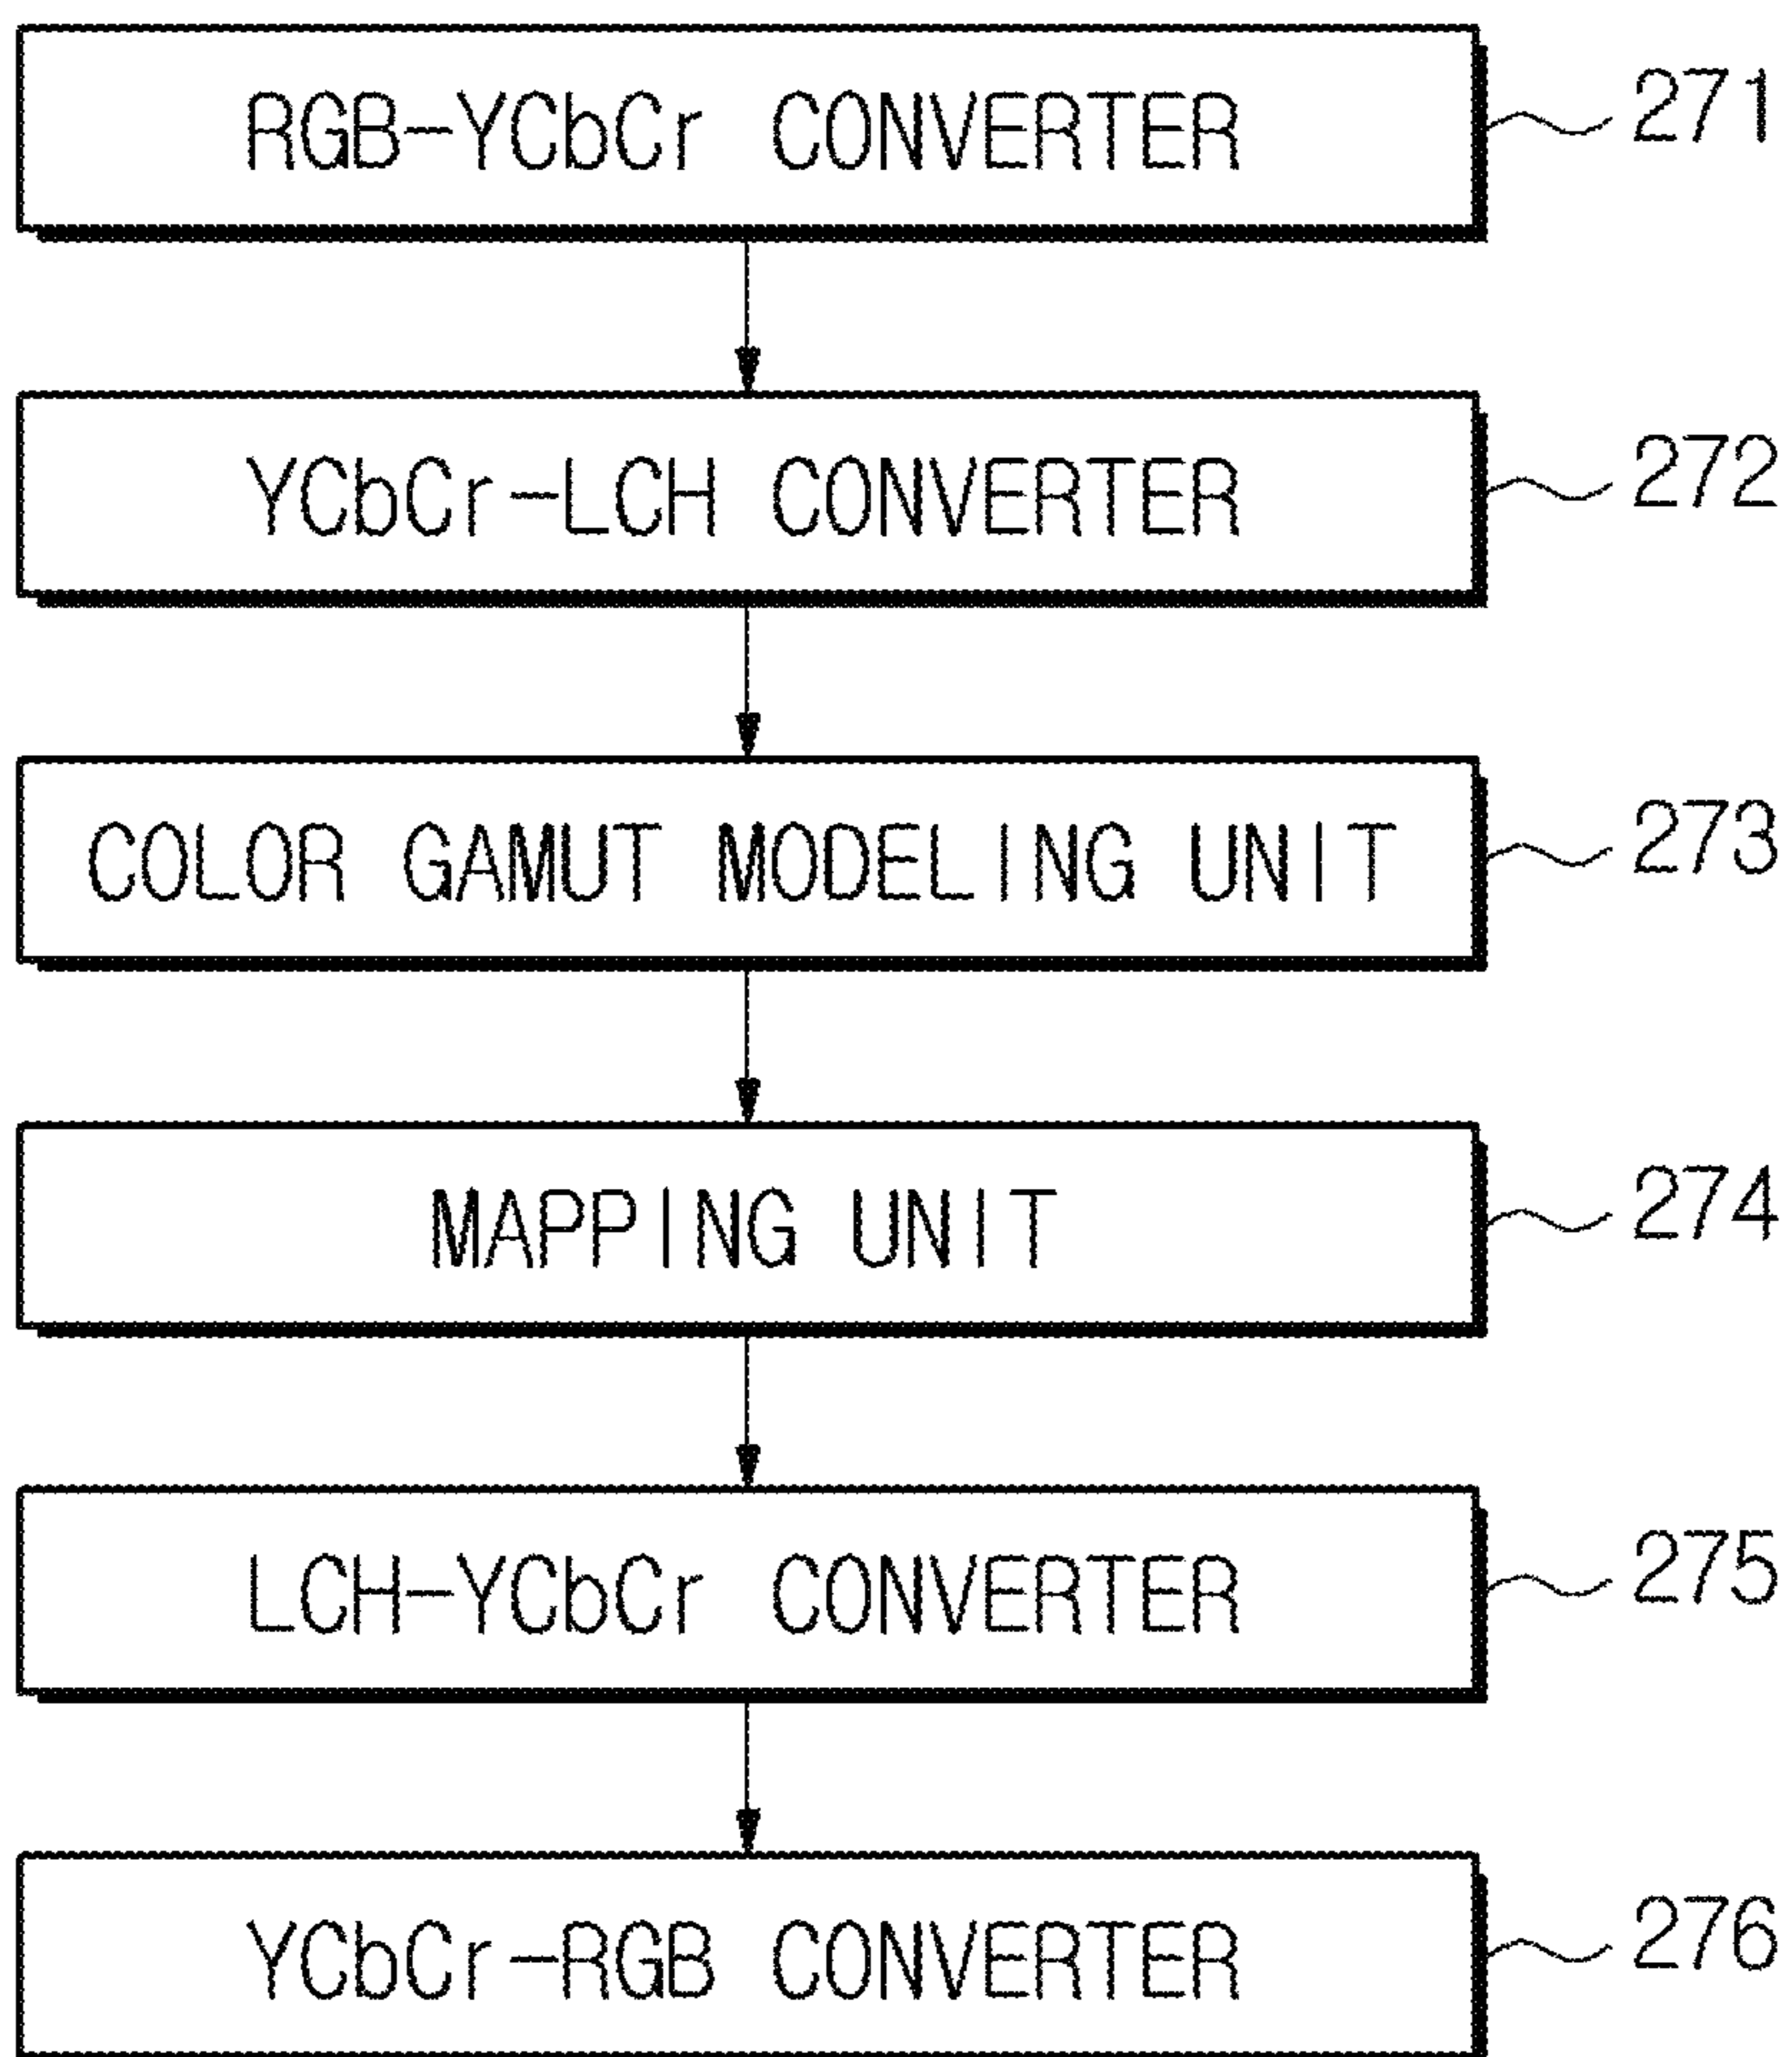 RGB-YCbCr CONVERTER 271
YCbCr-LCH CONVERTER 272
COLOR GAMUT MODELING UNIT 273
MAPPING UNIT 274
LCH-YCbCr CONVERTER 275
YCbCr-RGB CONVERTER 276